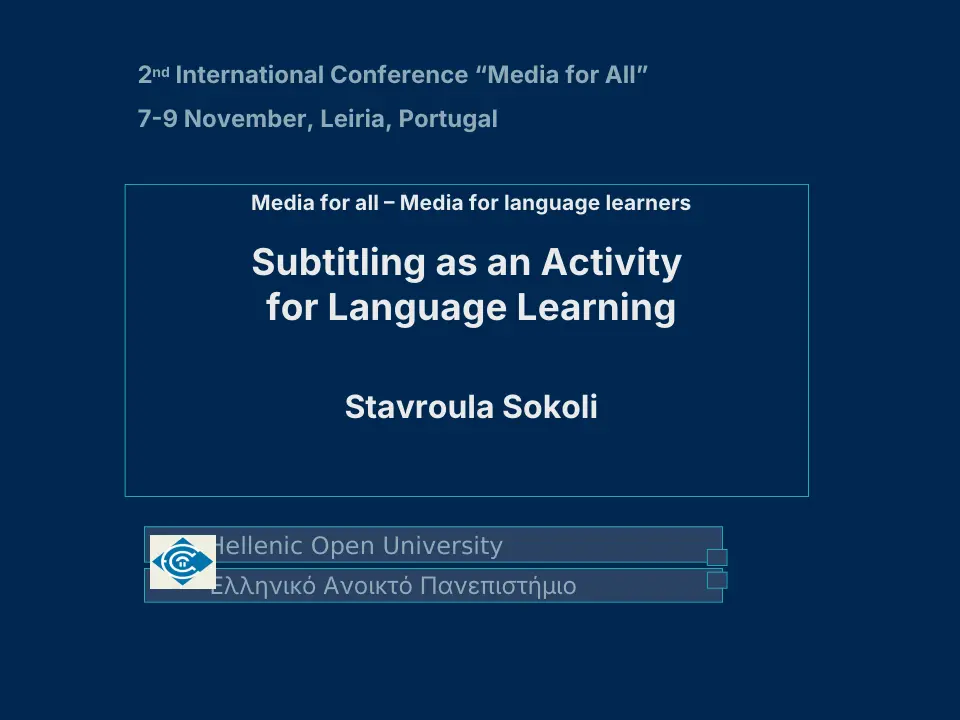 2nd International Conference “Media for All”
7-9 November, Leiria, Portugal
Media for all – Media for language learners
Subtitling as an Activity
for Language Learning
Stavroula Sokoli
Hellenic Open University
Ελληνικό Ανοικτό Πανεπιστήμιο